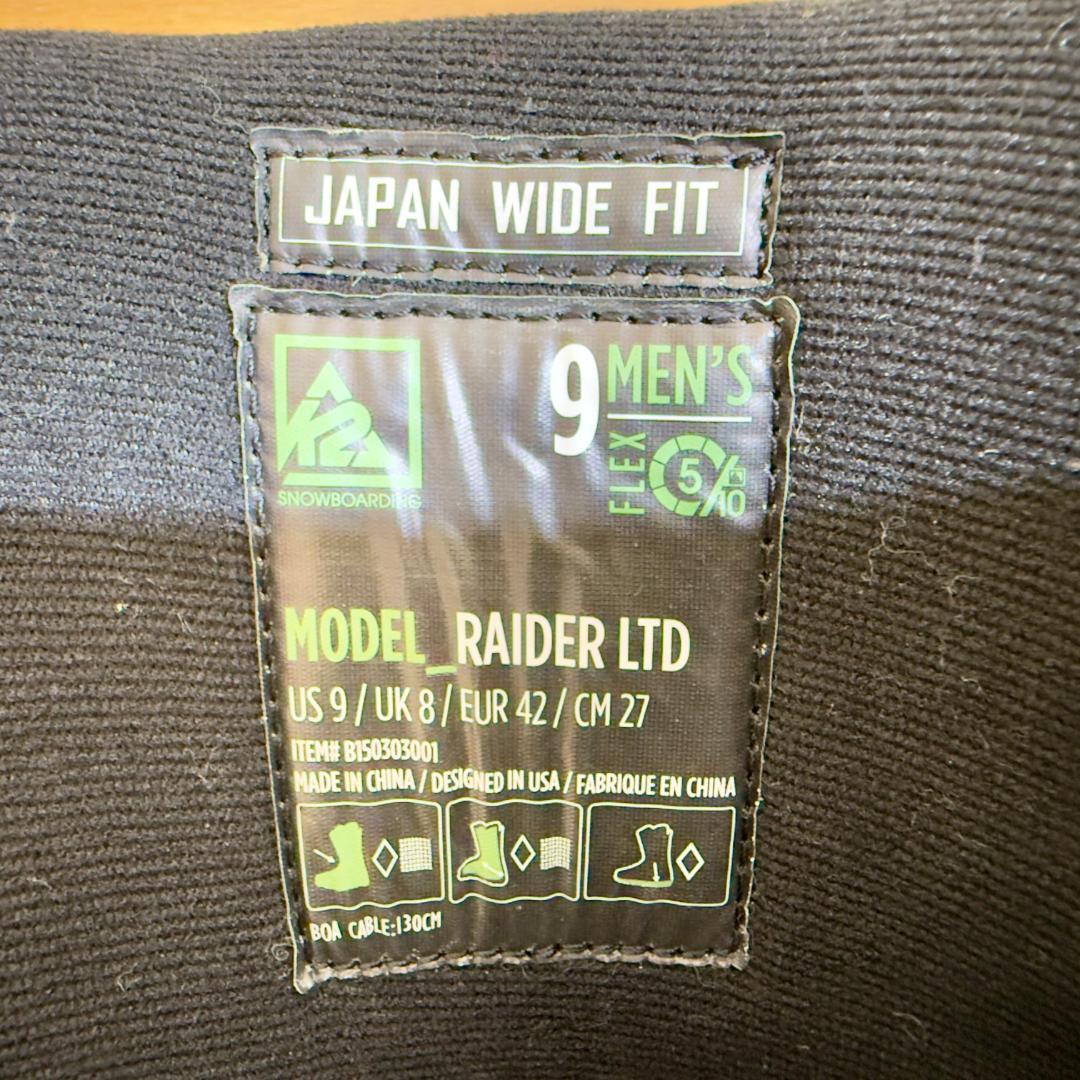 JAPAN WIDE FIT
K2
SNOWBOARDING
9 MEN'S
FLEX 5/10
MODEL_RAIDER LTD
US 9 / UK 8 / EUR 42 / CM 27
ITEM# B150303001
MADE IN CHINA / DESIGNED IN USA / FABRIQUE EN CHINA
BOA CABLE:130CM